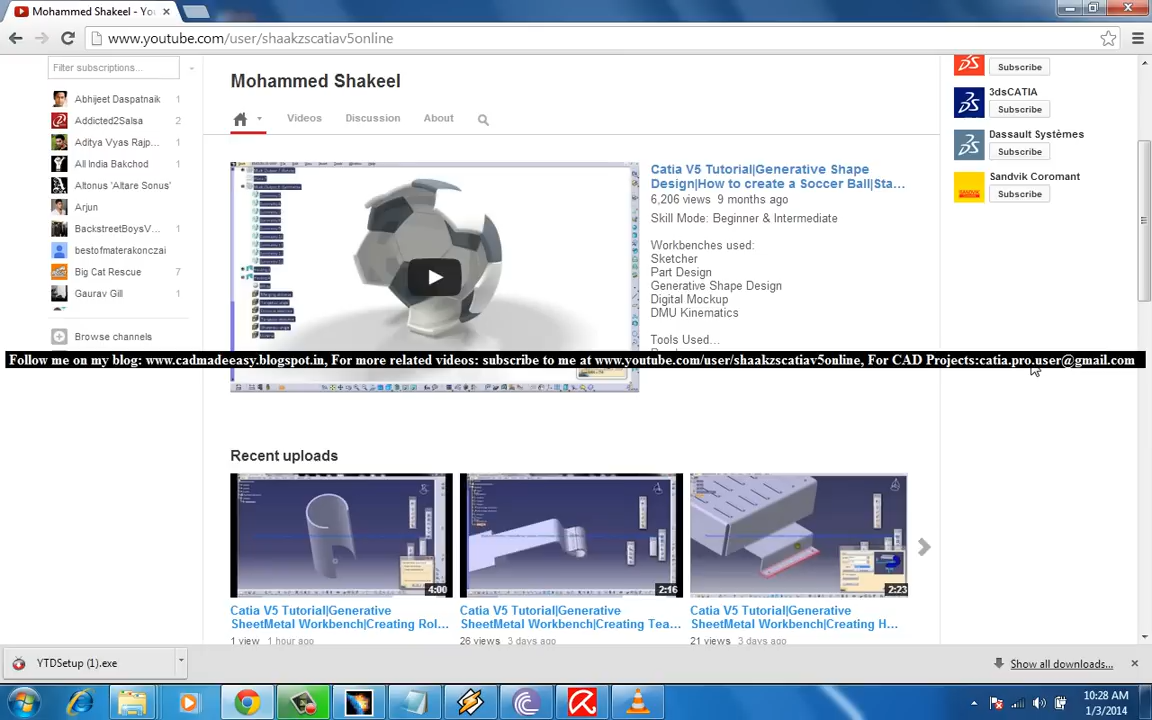 Mohammed Shakeel - Yo
www.youtube.com/user/shaakzscatiav5online
Filter subscriptions...
Abhijeet Daspatnaik 1
Addicted2Salsa 2
Aditya Vyas Rajp... 1
All India Bakchod 1
Altonus 'Altare Sonus' 1
Arjun 1
BackstreetBoysV... 1
bestofmaterakonczai
Big Cat Rescue 7
Gaurav Gill 1
Browse channels
Mohammed Shakeel
Videos Discussion About
Catia V5 Tutorial|Generative Shape
Design|How to create a Soccer Ball|Sta...
6,206 views 9 months ago
Skill Mode: Beginner & Intermediate
Workbenches used:
Sketcher
Part Design
Generative Shape Design
Digital Mockup
DMU Kinematics
Tools Used...
Subscribe
3dsCATIA
Subscribe
Dassault Systèmes
Subscribe
Sandvik Coromant
Subscribe
Follow me on my blog: www.cadmadeeasy.blogspot.in, For more related videos: subscribe to me at www.youtube.com/user/shaakzscatiav5online, For CAD Projects:catia.pro.user@gmail.com
Recent uploads
4:00
2:16
2:23
Catia V5 Tutorial|Generative
SheetMetal Workbench|Creating Rol...
1 view 1 hour ago
Catia V5 Tutorial|Generative
SheetMetal Workbench|Creating Tea...
26 views 3 days ago
Catia V5 Tutorial|Generative
SheetMetal Workbench|Creating H...
21 views 3 days ago
YTDSetup (1).exe
Show all downloads...
10:28 AM
1/3/2014